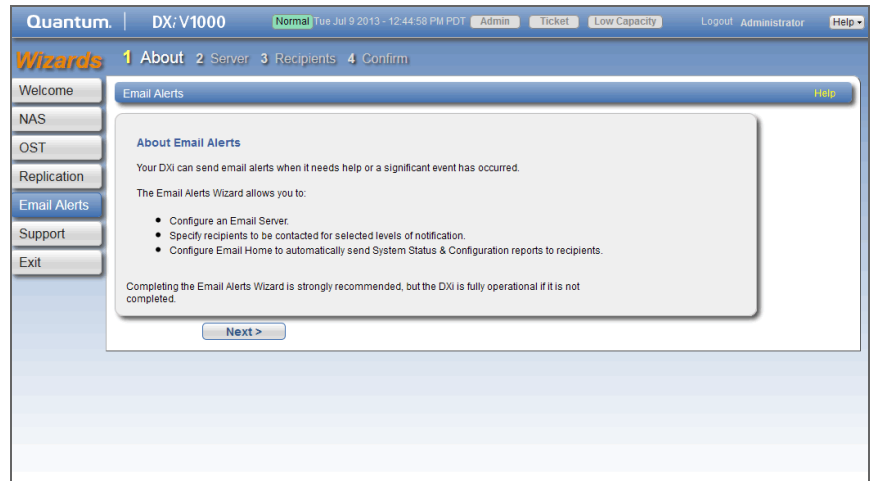 Quantum. DXi V1000 Normal Tue Jul 9 2013 - 12:44:58 PM PDT Admin Ticket Low Capacity Logout Administrator Help
Wizards 1 About 2 Server 3 Recipients 4 Confirm
Welcome
NAS
OST
Replication
Email Alerts
Support
Exit
Email Alerts Help
About Email Alerts
Your DXi can send email alerts when it needs help or a significant event has occurred.
The Email Alerts Wizard allows you to:
• Configure an Email Server.
• Specify recipients to be contacted for selected levels of notification.
• Configure Email Home to automatically send System Status & Configuration reports to recipients.
Completing the Email Alerts Wizard is strongly recommended, but the DXi is fully operational if it is not
completed.
Next >